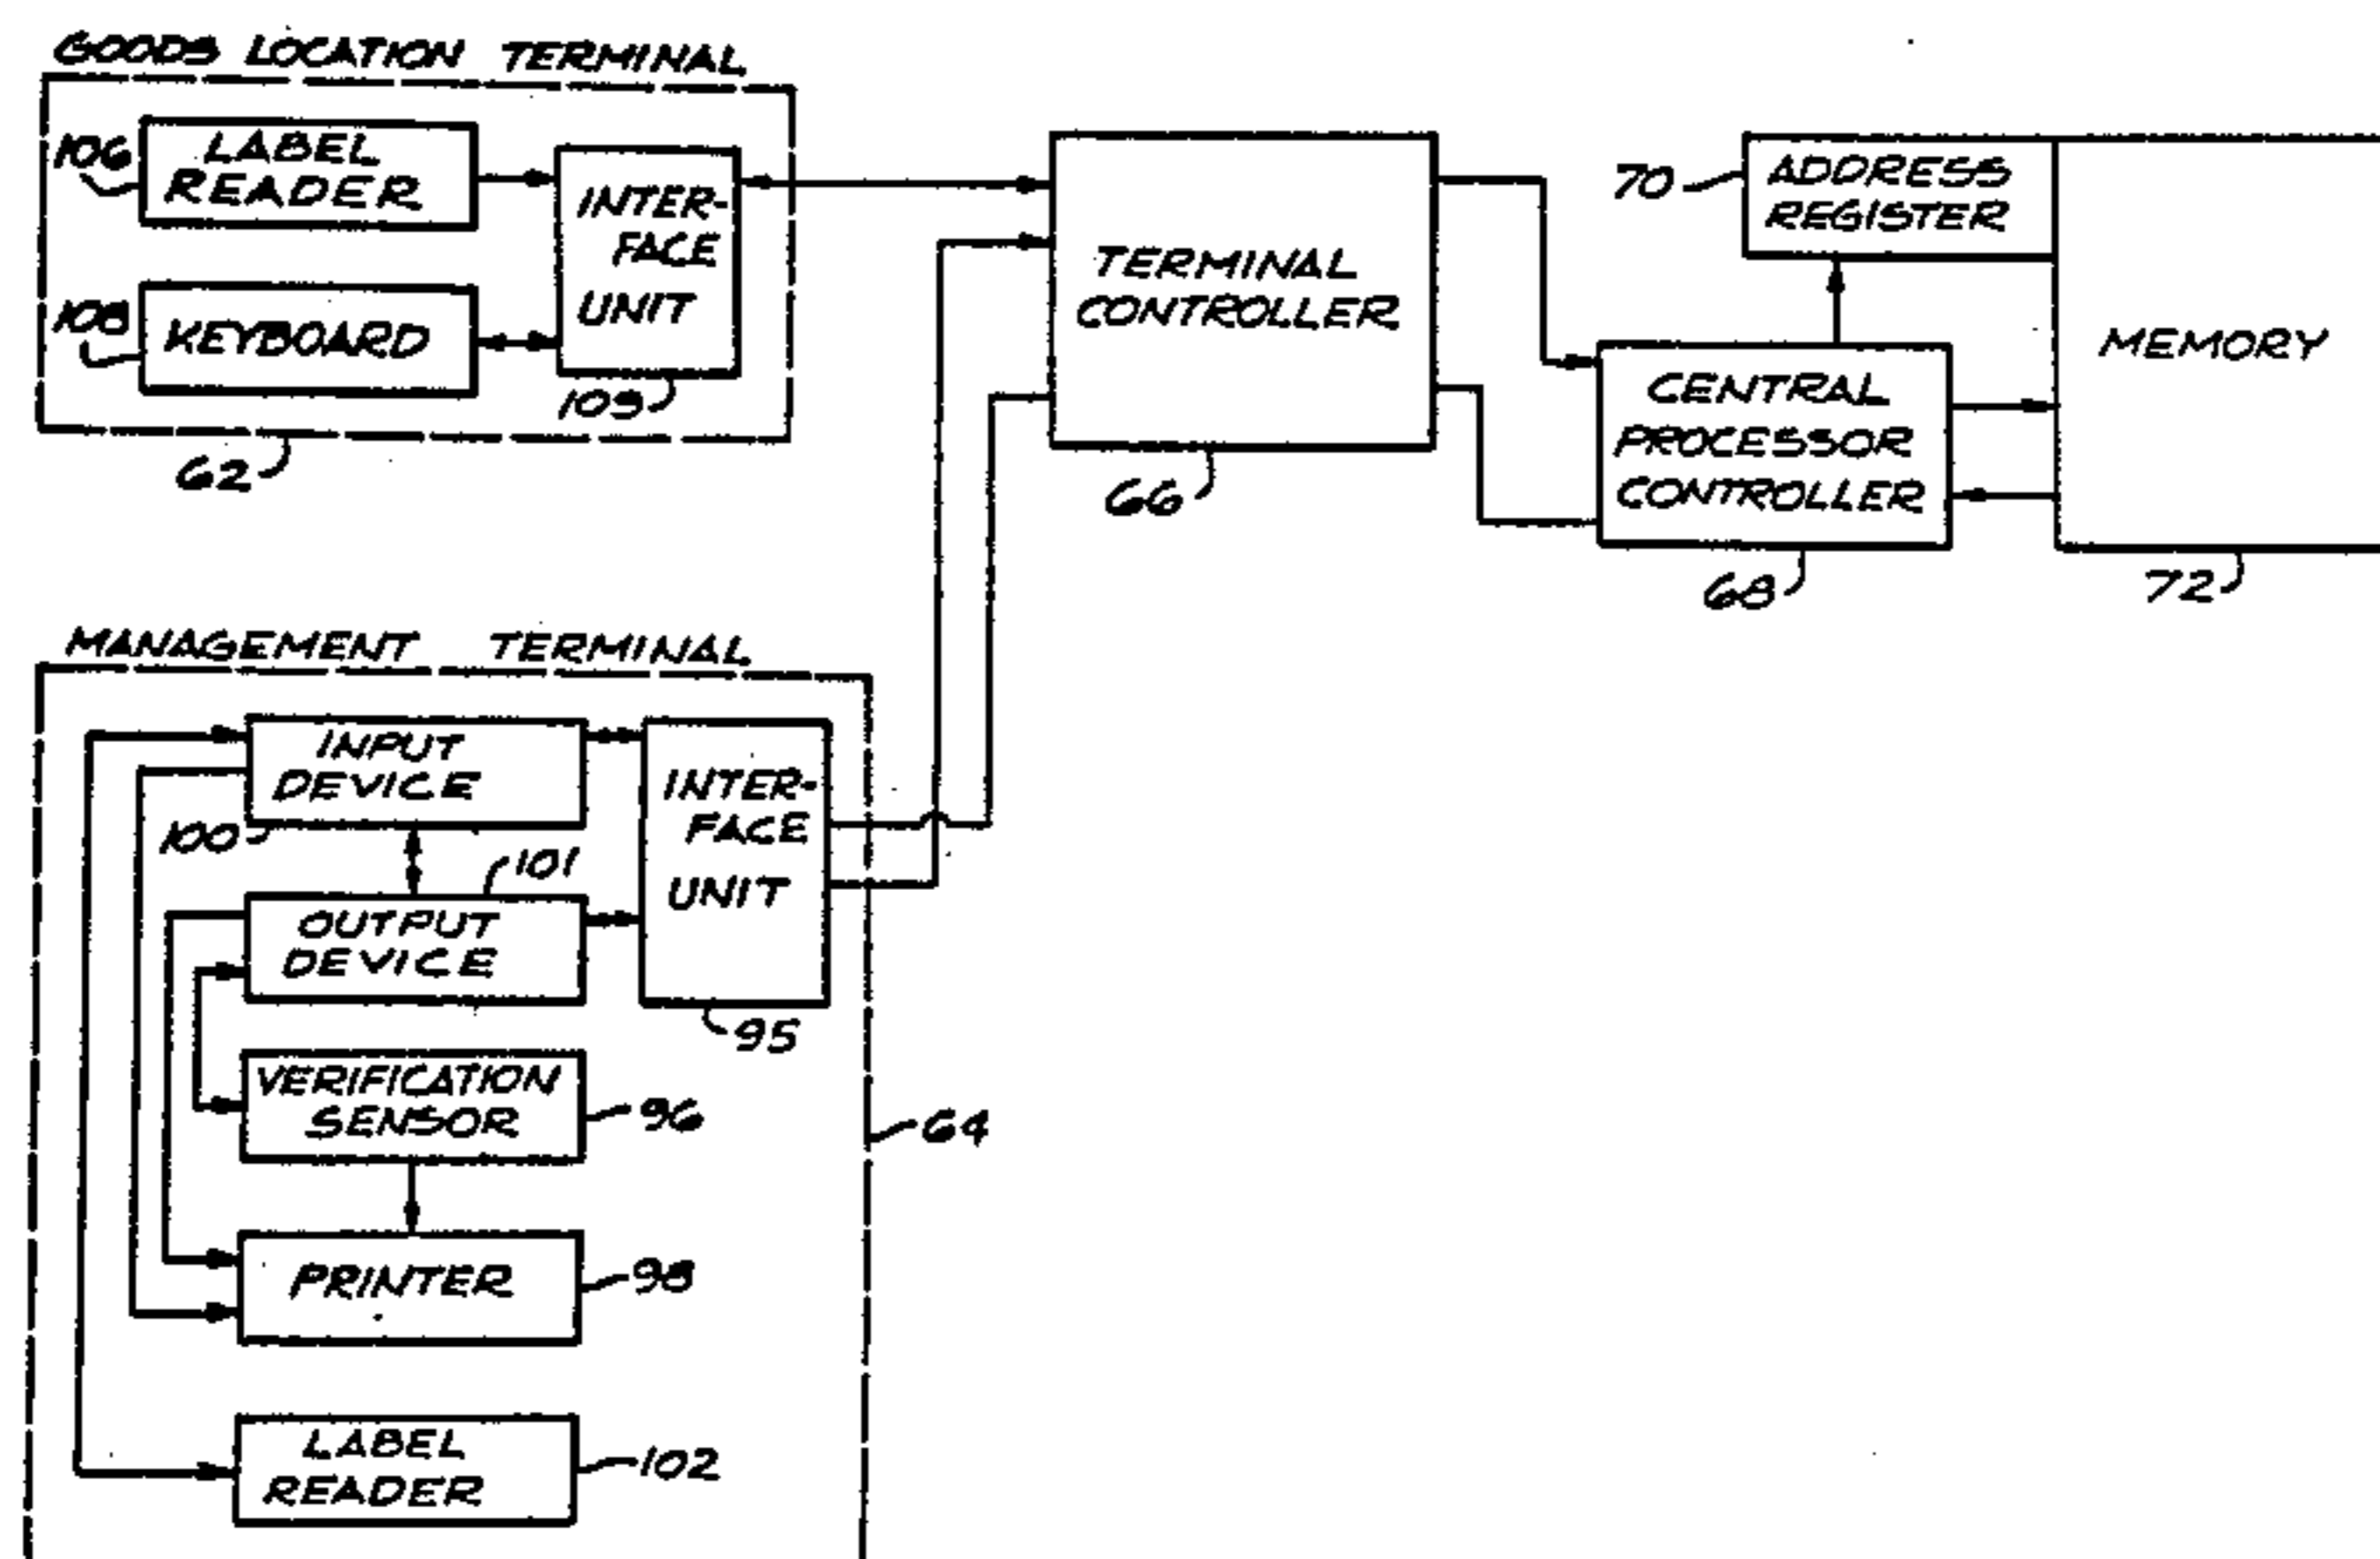 GOODS LOCATION TERMINAL
106
LABEL
READER
108
KEYBOARD
INTER-
FACE
UNIT
109
62
TERMINAL
CONTROLLER
66
70
ADDRESS
REGISTER
MEMORY
CENTRAL
PROCESSOR
CONTROLLER
68
72
MANAGEMENT TERMINAL
INPUT
DEVICE
100
INTER-
FACE
UNIT
101
OUTPUT
DEVICE
95
VERIFICATION
SENSOR
96
64
PRINTER
98
LABEL
READER
102